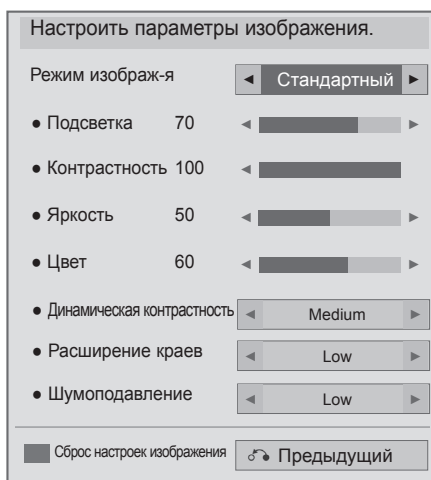 Настроить параметры изображения.
Режим изображ-я ◄ Стандартный ►
● Подсветка 70 ◄ ►
● Контрастность 100 ◄
● Яркость 50 ◄ ►
● Цвет 60 ◄ ►
● Динамическая контрастность ◄ Medium ►
● Расширение краев ◄ Low ►
● Шумоподавление ◄ Low ►
Сброс настроек изображения Предыдущий